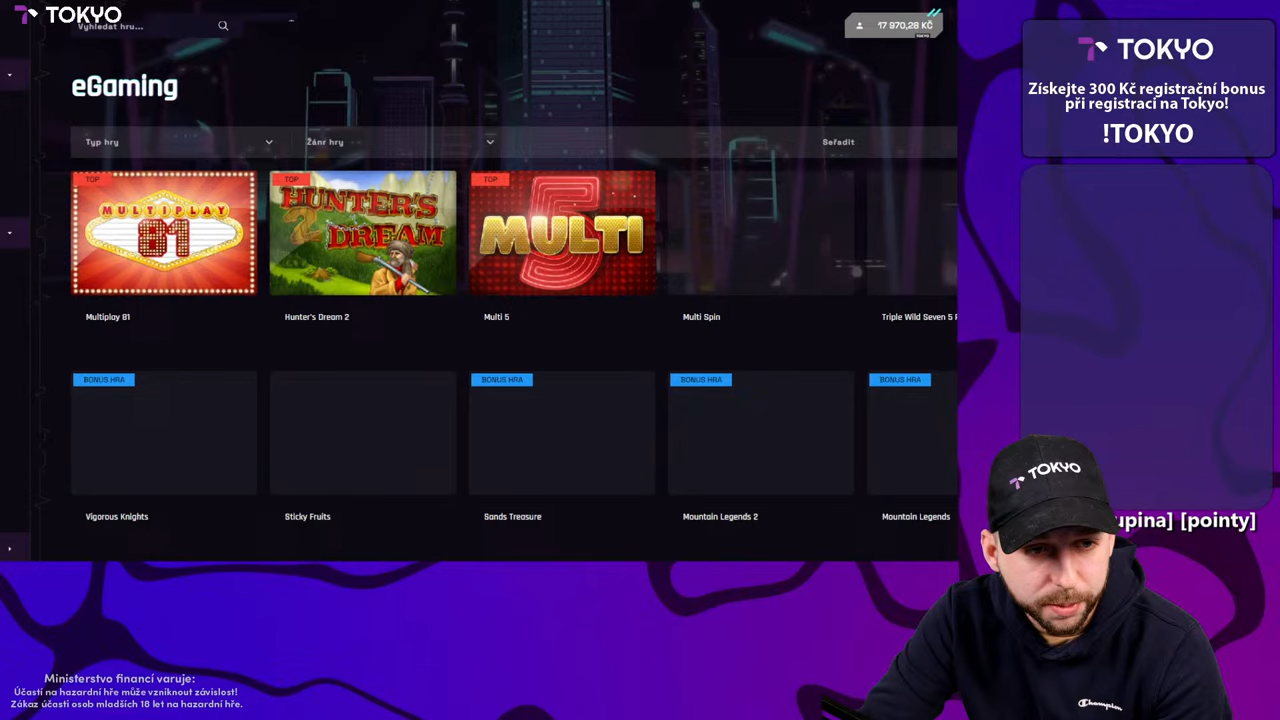 TOKYO
Vyhledat hru...
17 970,28 KČ
TOKYO
eGaming
Typ hry
Žánr hry
Seřadit
TOP
TOP
TOP
MULTIPLAY
81
HUNTER'S
DREAM 2
5
MULTI
Multiplay 81
Hunter's Dream 2
Multi 5
Multi Spin
Triple Wild Seven 5
BONUS HRA
BONUS HRA
BONUS HRA
BONUS HRA
Vigorous Knights
Sticky Fruits
Sands Treasure
Mountain Legends 2
Mountain Legends
TOKYO
Získejte 300 Kč registrační bonus
při registraci na Tokyo!
!TOKYO
upina] [pointy]
TOKYO
Champion
Ministerstvo financí varuje:
Účastí na hazardní hře může vzniknout závislost!
Zákaz účasti osob mladších 18 let na hazardní hře.